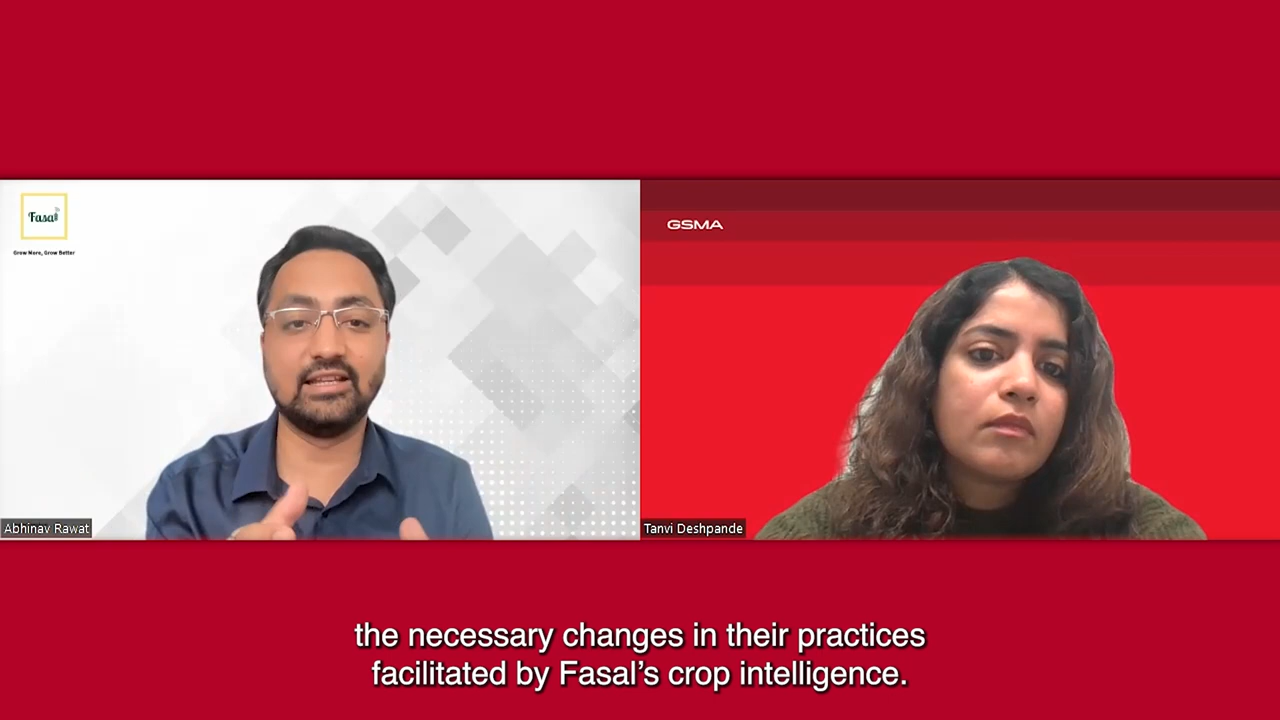 Fasal
Grow More, Grow Better
GSMA
Abhinav Rawat
Tanvi Deshpande
the necessary changes in their practices
facilitated by Fasal’s crop intelligence.